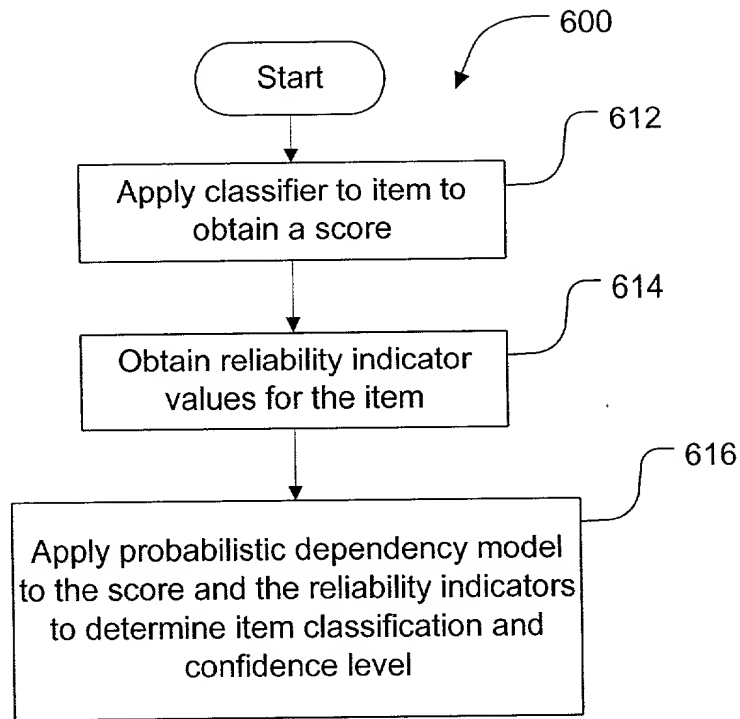 600
Start
612
Apply classifier to item to
obtain a score
614
Obtain reliability indicator
values for the item
616
Apply probabilistic dependency model
to the score and the reliability indicators
to determine item classification and
confidence level